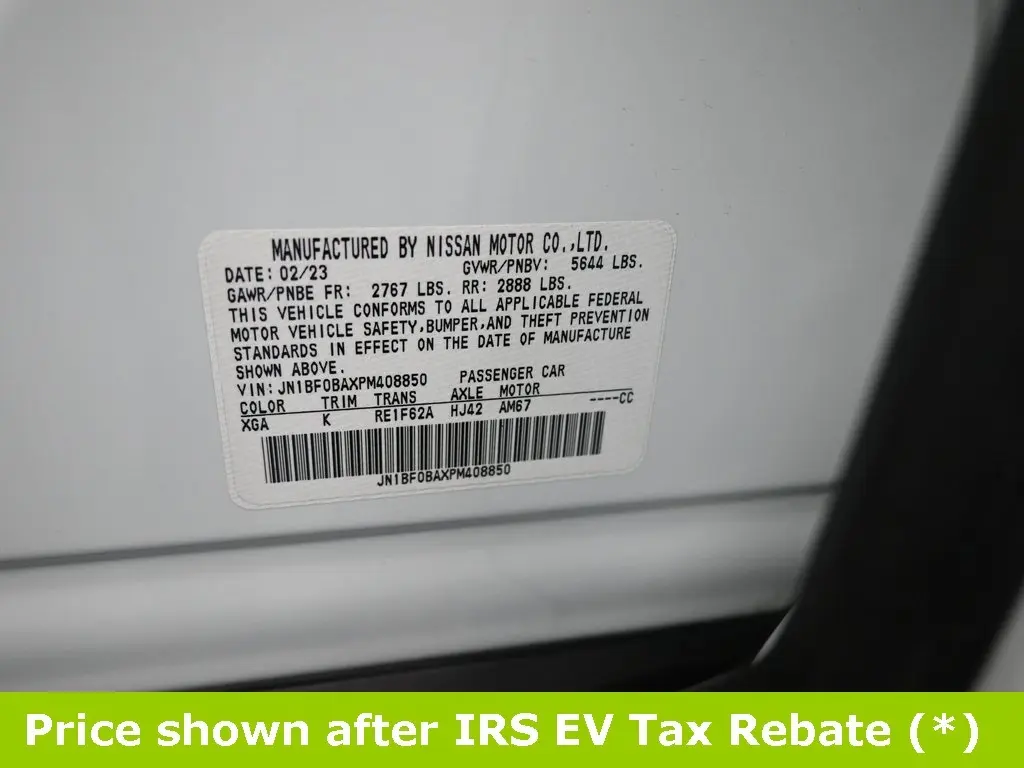 MANUFACTURED BY NISSAN MOTOR CO.,LTD.
DATE: 02/23 GVWR/PNBV: 5644 LBS.
GAWR/PNBE FR: 2767 LBS. RR: 2888 LBS.
THIS VEHICLE CONFORMS TO ALL APPLICABLE FEDERAL
MOTOR VEHICLE SAFETY,BUMPER,AND THEFT PREVENTION
STANDARDS IN EFFECT ON THE DATE OF MANUFACTURE
SHOWN ABOVE.
VIN: JN1BF0BAXPM408850 PASSENGER CAR
COLOR TRIM TRANS AXLE MOTOR
XGA K RE1F62A HJ42 AM67 ----CC
JN1BF0BAXPM408850
Price shown after IRS EV Tax Rebate (*)